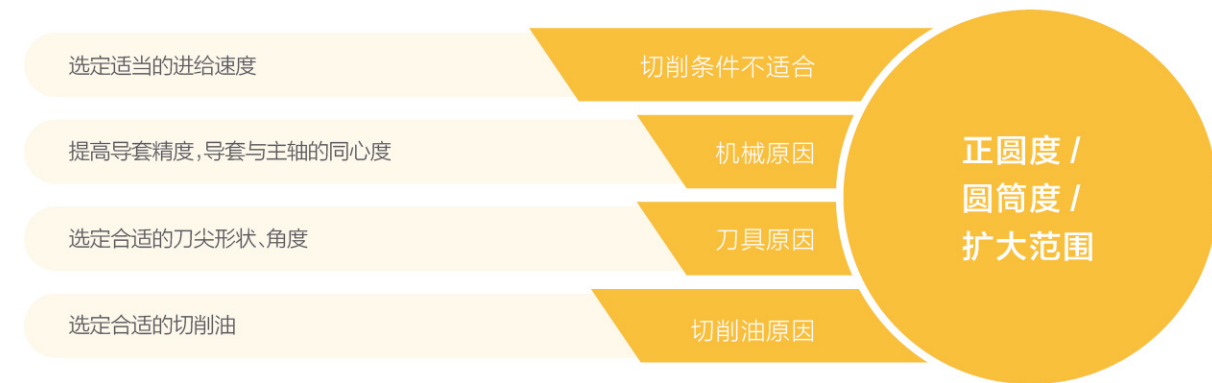 选定适当的进给速度
切削条件不适合
提高导套精度,导套与主轴的同心度
机械原因
选定合适的刀尖形状、角度
刀具原因
选定合适的切削油
切削油原因
正圆度 /
圆筒度 /
扩大范围